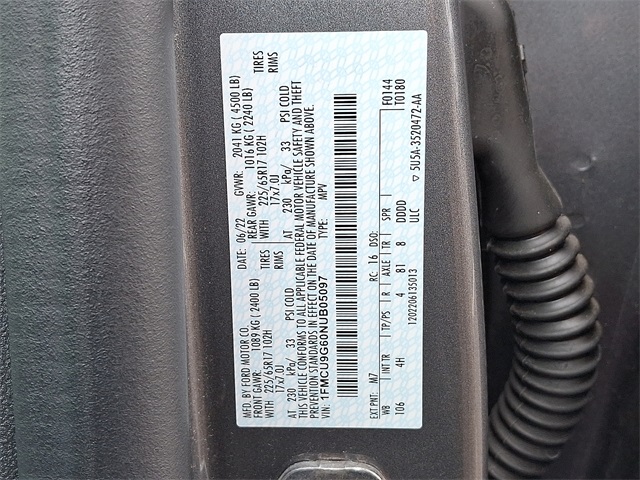 MFD. BY FORD MOTOR CO.
DATE: 06/22 GVWR: 2041 KG ( 4500 LB)
FRONT GAWR: 1089 KG ( 2400 LB)
REAR GAWR: 1016 KG ( 2240 LB)
WITH 225/65R17 102H TIRES
WITH 225/65R17 102H TIRES
17x7.0J RIMS
17x7.0J RIMS
AT 230 kPa/ 33 PSI COLD
AT 230 kPa/ 33 PSI COLD
THIS VEHICLE CONFORMS TO ALL APPLICABLE FEDERAL MOTOR VEHICLE SAFETY AND THEFT
PREVENTION STANDARDS IN EFFECT ON THE DATE OF MANUFACTURE SHOWN ABOVE.
VIN: 1FMCU9G60NUB05097
TYPE: MPV
F0144
T0180
EXT PNT: M7 RC: 16 DSO:
WB INT TR TP/PS R AXLE TR SPR
106 4H 4 81 8 DDDD
ULC
1202206135013
5U5A-3520472-AA